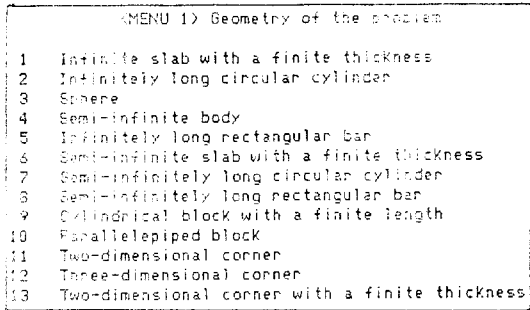 <MENU 1> Geometry of the problem
1 Infinite slab with a finite thickness
2 Infinitely long circular cylinder
3 Sphere
4 Semi-infinite body
5 Infinitely long rectangular bar
6 Semi-infinite slab with a finite thickness
7 Semi-infinitely long circular cylinder
8 Semi-infinitely long rectangular bar
9 Cylindrical block with a finite length
10 Parallelepiped block
11 Two-dimensional corner
12 Three-dimensional corner
13 Two-dimensional corner with a finite thickness